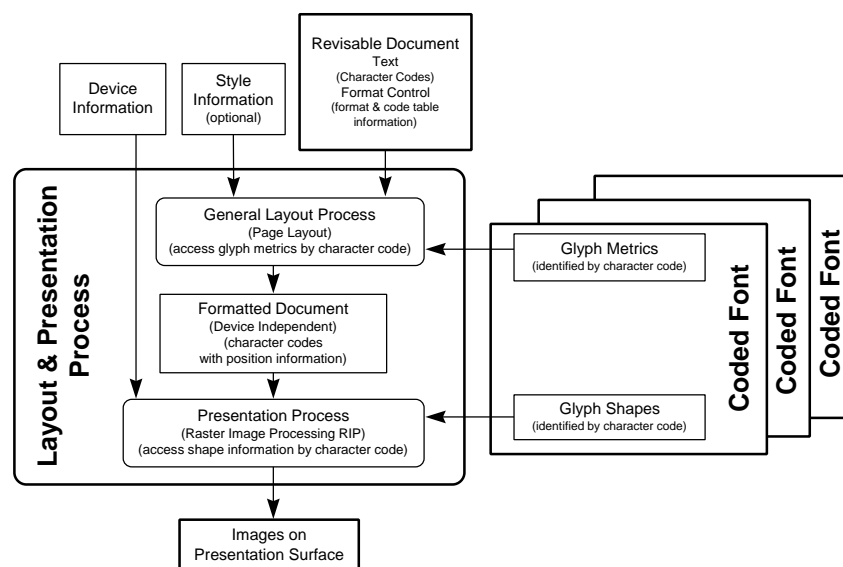 Revisable Document
Text
(Character Codes)
Format Control
(format & code table
information)
Device
Information
Style
Information
(optional)
Layout & Presentation
Process
General Layout Process
(Page Layout)
(access glyph metrics by character code)
Formatted Document
(Device Independent)
(character codes
with position information)
Presentation Process
(Raster Image Processing RIP)
(access shape information by character code)
Images on
Presentation Surface
Glyph Metrics
(identified by character code)
Glyph Shapes
(identified by character code)
Coded Font
Coded Font
Coded Font